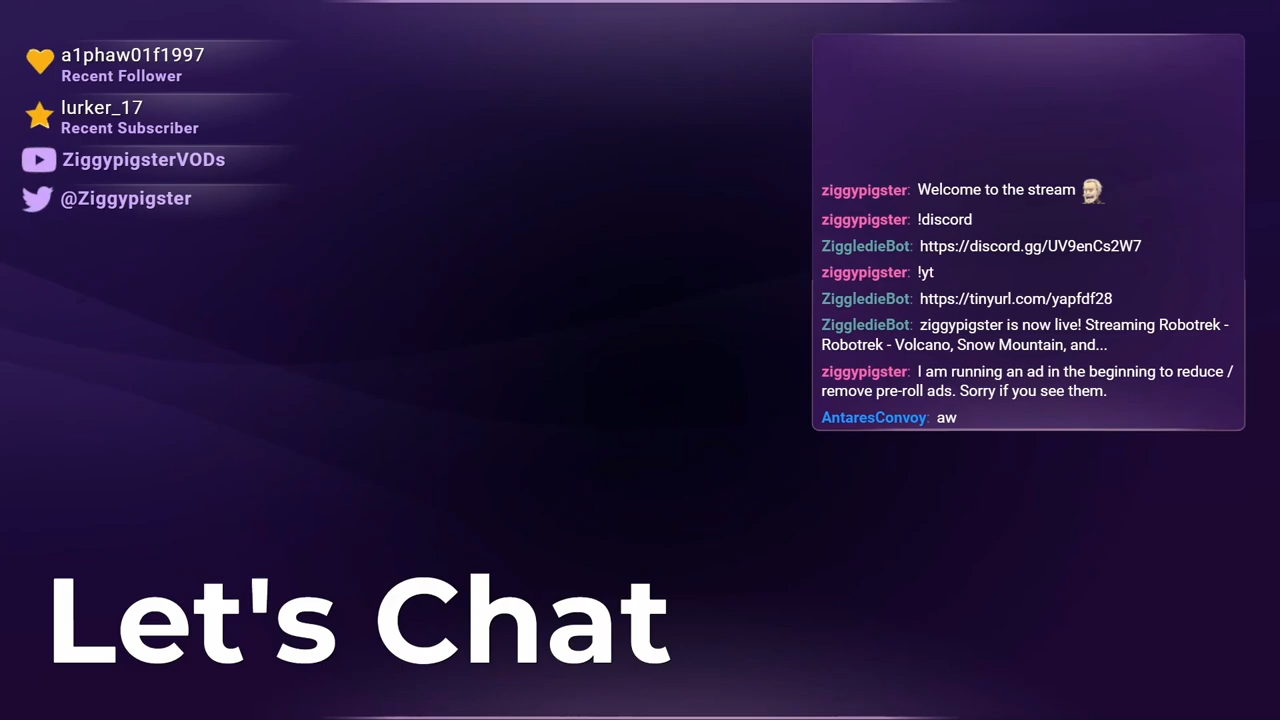 a1phaw01f1997
Recent Follower
lurker_17
Recent Subscriber
ZiggypigsterVODs
@Ziggypigster
ziggypigster: Welcome to the stream
ziggypigster: !discord
ZiggledieBot: https://discord.gg/UV9enCs2W7
ziggypigster: !yt
ZiggledieBot: https://tinyurl.com/yapfdf28
ZiggledieBot: ziggypigster is now live! Streaming Robotrek -
Robotrek - Volcano, Snow Mountain, and...
ziggypigster: I am running an ad in the beginning to reduce /
remove pre-roll ads. Sorry if you see them.
AntaresConvoy: aw
Let's Chat